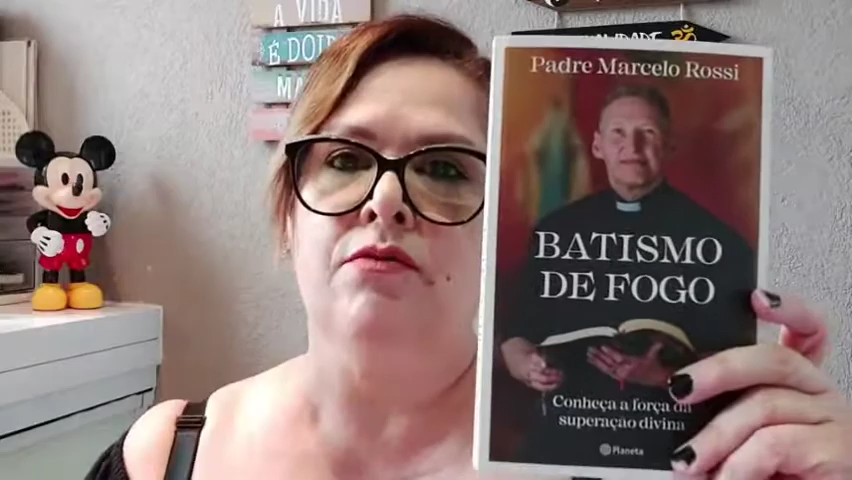 A VIDA
É DOID
MA
Padre Marcelo Rossi
BATISMO
DE FOGO
Conheça a força da
superação divina
Planeta